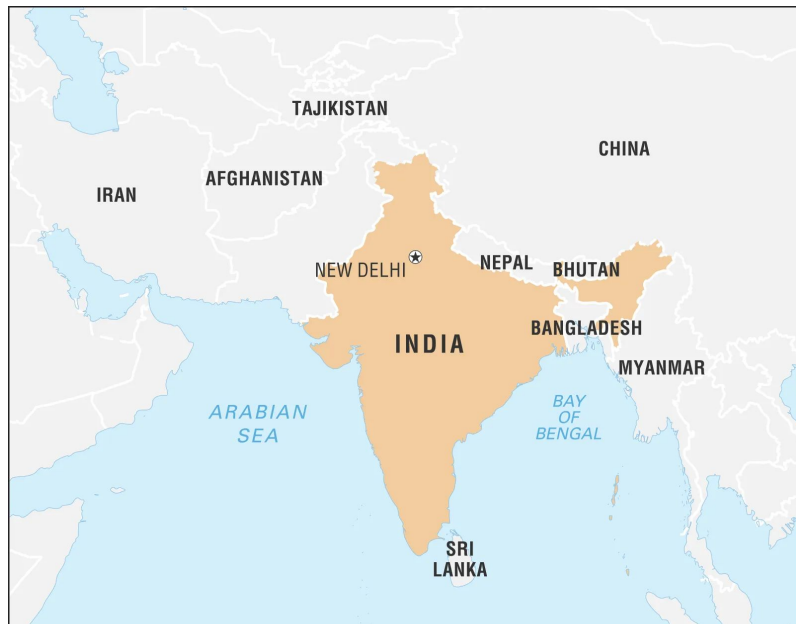 TAJIKISTAN
CHINA
AFGHANISTAN
IRAN
NEW DELHI
NEPAL
BHUTAN
INDIA
BANGLADESH
MYANMAR
ARABIAN
SEA
BAY
OF
BENGAL
SRI
LANKA